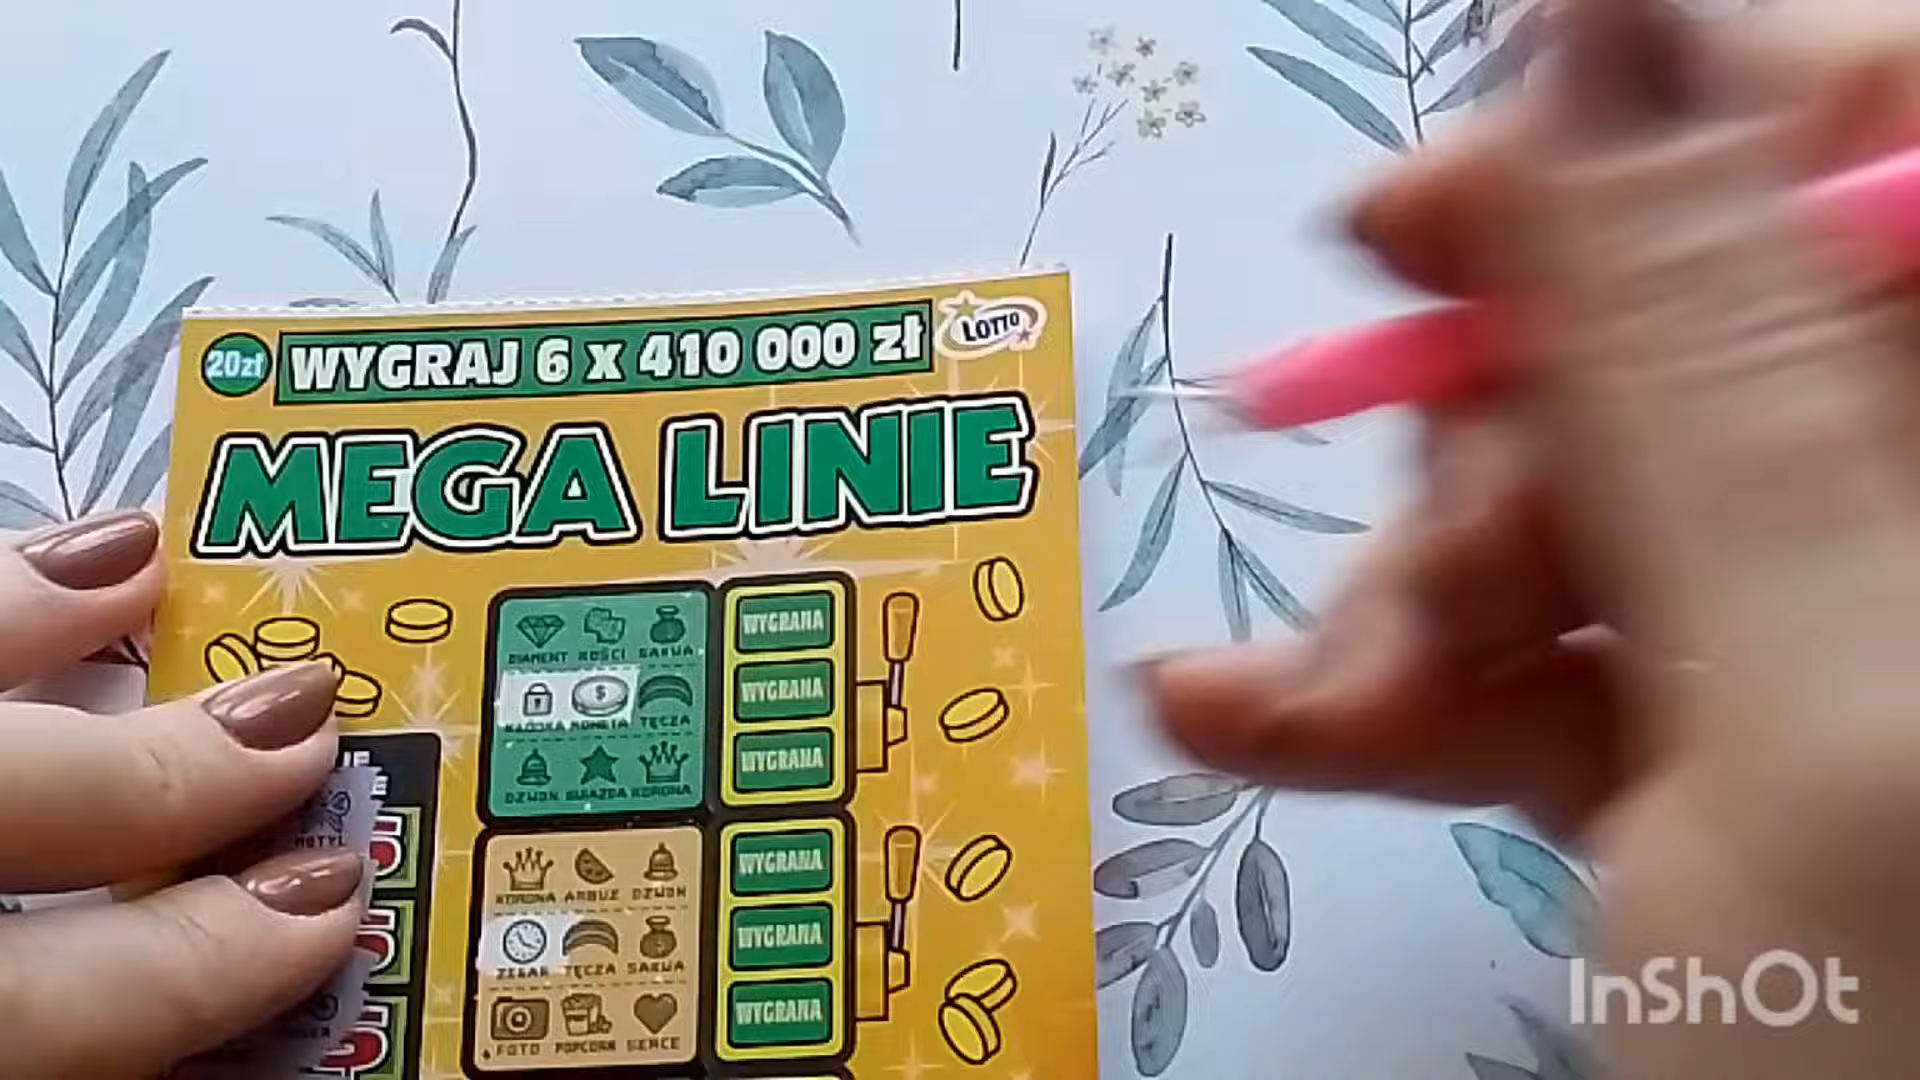 20zł WYGRAJ 6 x 410 000 zł LOTTO
MEGA LINIE
DIAMENT KOŚCI SAKWA WYGRANA
KŁÓDKA MONETA TĘCZA WYGRANA
DZWON GWIAZDA KORONA WYGRANA
MOTYL
KORONA ARBUZ DZWON WYGRANA
ZEGAR TĘCZA SAKWA WYGRANA
FOTO POPCORN SERCE WYGRANA
InShOt